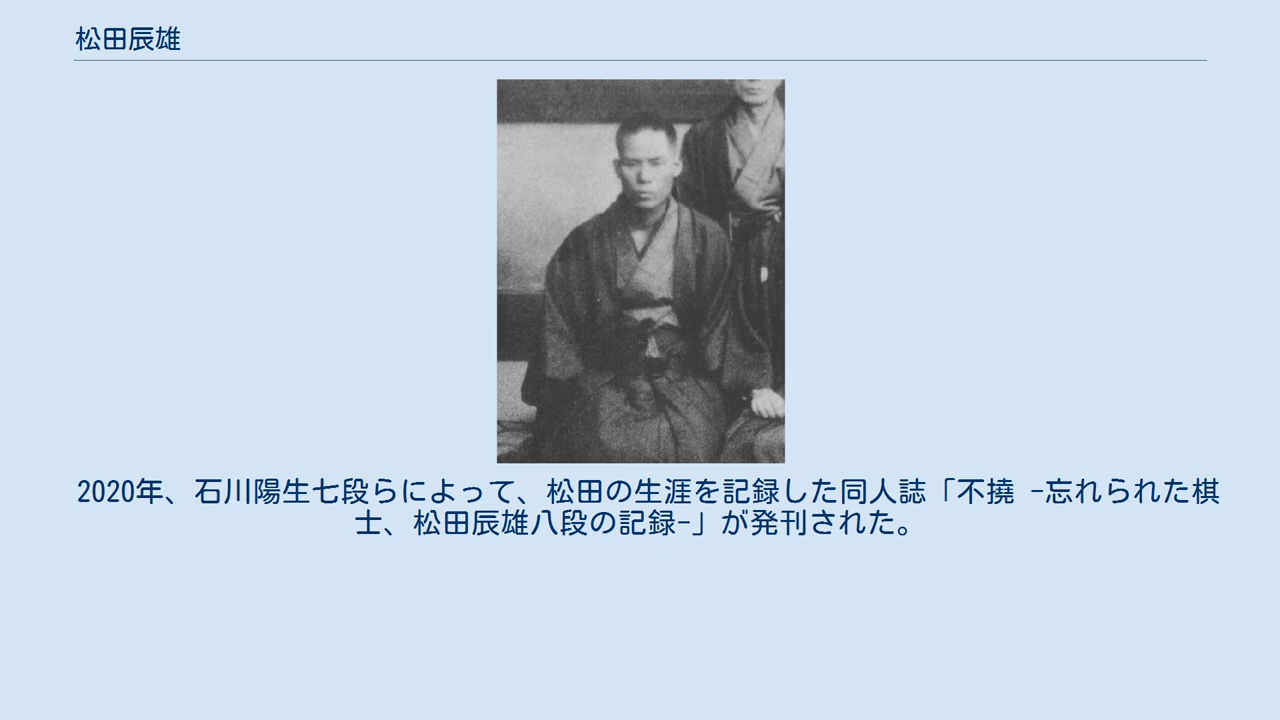 松田辰雄
2020年、石川陽生七段らによって、松田の生涯を記録した同人誌「不撓 −忘れられた棋
士、松田辰雄八段の記録−」が発刊された。